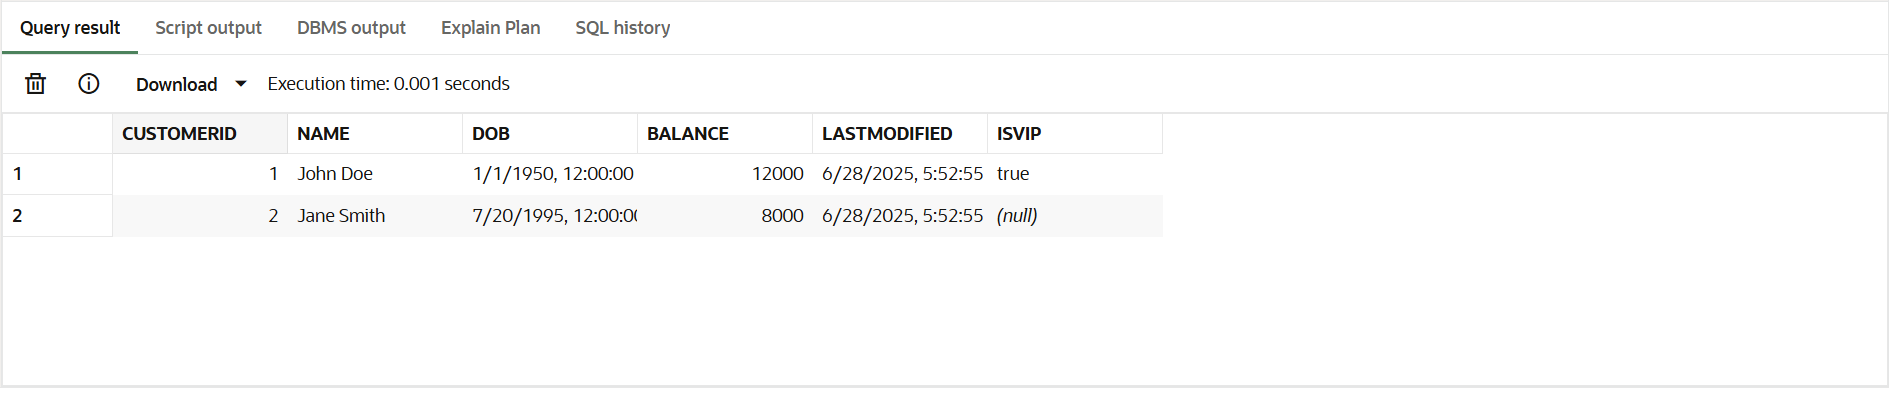 Query result Script output DBMS output Explain Plan SQL history
Download Execution time: 0.001 seconds
CUSTOMERID NAME DOB BALANCE LASTMODIFIED ISVIP
1 1 John Doe 1/1/1950, 12:00:00 12000 6/28/2025, 5:52:55 true
2 2 Jane Smith 7/20/1995, 12:00:00 8000 6/28/2025, 5:52:55 (null)